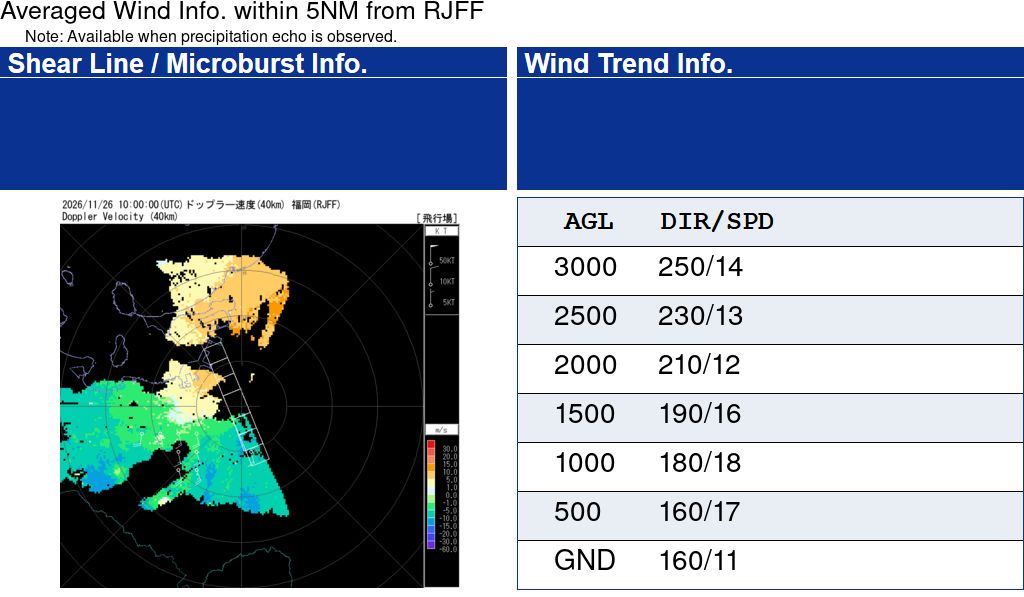 Averaged Wind Info. within 5NM from RJFF
Note: Available when precipitation echo is observed.
Shear Line / Microburst Info.
Wind Trend Info.
2026/11/26 10:00:00(UTC) ドップラー速度(40km) 福岡(RJFF)
Doppler Velocity (40km)
[飛行場]
KT
50KT
10KT
5KT
m/s
30.0
20.0
15.0
10.0
5.0
1.0
0.0
-1.0
-5.0
-10.0
-15.0
-20.0
-30.0
-60.0
AGL DIR/SPD
3000 250/14
2500 230/13
2000 210/12
1500 190/16
1000 180/18
500 160/17
GND 160/11